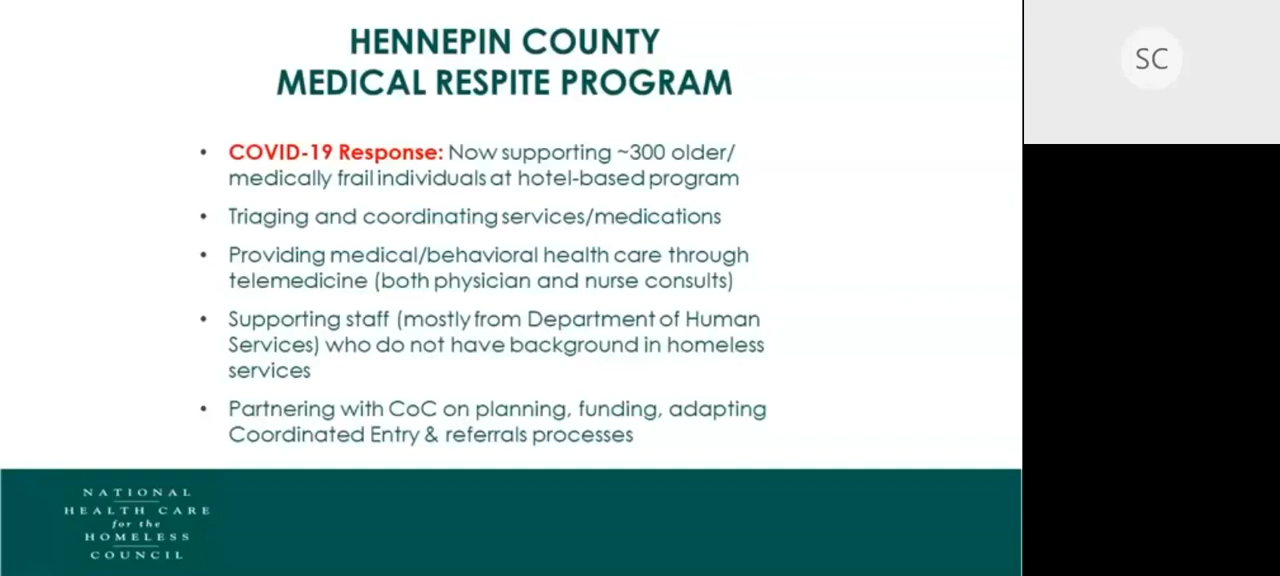 HENNEPIN COUNTY
MEDICAL RESPITE PROGRAM
• COVID-19 Response: Now supporting ~300 older/
medically frail individuals at hotel-based program
• Triaging and coordinating services/medications
• Providing medical/behavioral health care through
telemedicine (both physician and nurse consults)
• Supporting staff (mostly from Department of Human
Services) who do not have background in homeless
services
• Partnering with CoC on planning, funding, adapting
Coordinated Entry & referrals processes
NATIONAL
HEALTH CARE
for the
HOMELESS
COUNCIL
SC